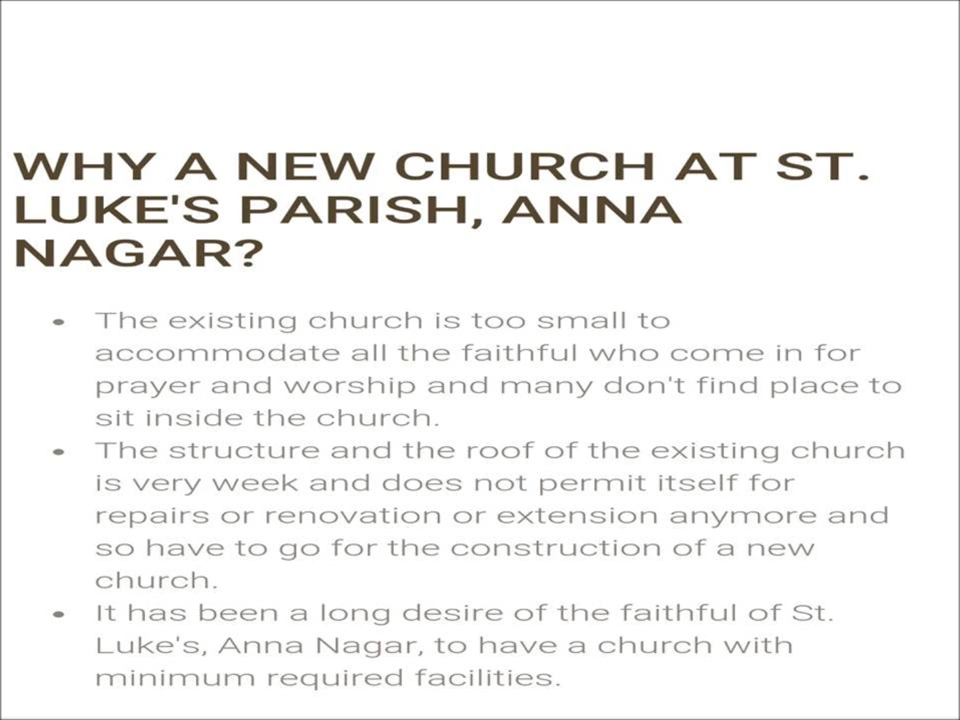 WHY A NEW CHURCH AT ST.
LUKE'S PARISH, ANNA
NAGAR?
• The existing church is too small to
accommodate all the faithful who come in for
prayer and worship and many don't find place to
sit inside the church.
• The structure and the roof of the existing church
is very week and does not permit itself for
repairs or renovation or extension anymore and
so have to go for the construction of a new
church.
• It has been a long desire of the faithful of St.
Luke's, Anna Nagar, to have a church with
minimum required facilities.